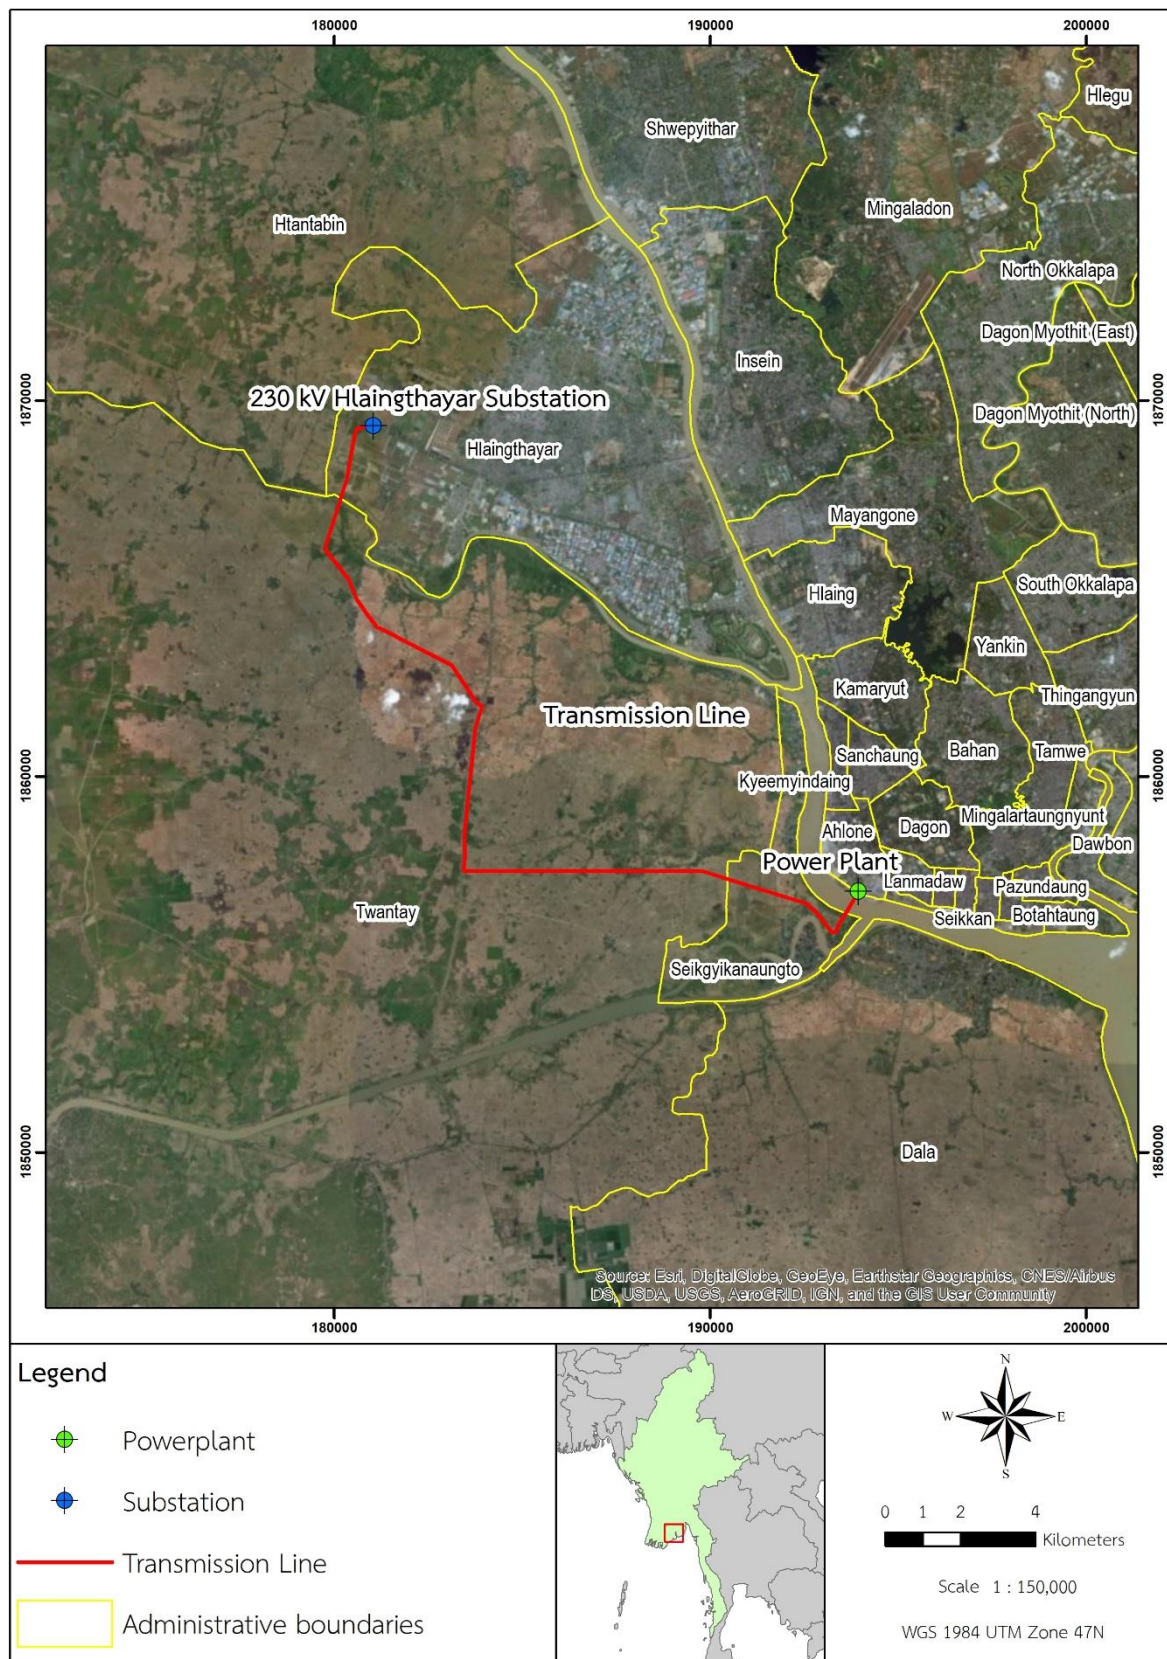 180000
190000
200000
Hlegu
Shwepyithar
Mingaladon
Htantabin
North Okkalapa
Dagon Myothit (East)
Insein
1870000
1870000
230 kV Hlaingthayar Substation
Dagon Myothit (North)
Hlaingthayar
Mayangone
South Okkalapa
Hlaing
Yankin
Kamaryut
Thingangyun
Transmission Line
Sanchaung
Bahan
Tamwe
1860000
1860000
Kyeemyindaing
Mingalartaungnyunt
Ahlone
Dagon
Dawbon
Power Plant
Lanmadaw
Pazundaung
Twantay
Seikkan
Botahtaung
Seikgyikanaungto
1850000
1850000
Dala
Source: Esri, DigitalGlobe, GeoEye, Earthstar Geographics, CNES/Airbus
DS, USDA, USGS, AeroGRID, IGN, and the GIS User Community
180000
190000
200000
Legend
Powerplant
Substation
Transmission Line
Administrative boundaries
N
W
E
S
0 1 2 4
Kilometers
Scale 1 : 150,000
WGS 1984 UTM Zone 47N